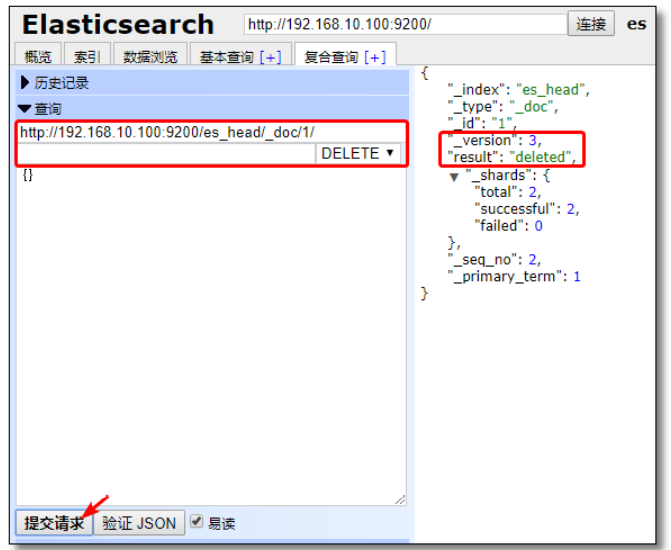 Elasticsearch http://192.168.10.100:9200/ 连接 es
概览 索引 数据浏览 基本查询 [+] 复合查询 [+]
历史记录
查询
http://192.168.10.100:9200/es_head/_doc/1/
DELETE
{}
提交请求 验证 JSON 易读
{
"_index": "es_head",
"_type": "_doc",
"_id": "1",
"_version": 3,
"result": "deleted",
"_shards": {
"total": 2,
"successful": 2,
"failed": 0
},
"_seq_no": 2,
"_primary_term": 1
}